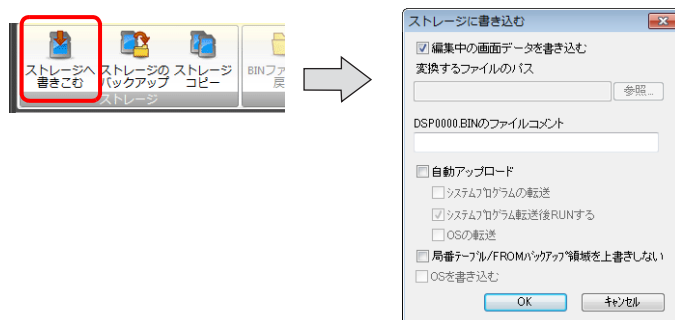 ストレージへ
書きこむ
ストレージの
バックアップ
ストレージ
コピー
BINファ
戻
ストレージ
ストレージに書き込む
編集中の画面データを書き込む
変換するファイルのパス
参照...
DSP0000.BINのファイルコメント
自動アップロード
システムプログラムの転送
システムプログラム転送後RUNする
OSの転送
局番テーブル/FROMバックアップ領域を上書きしない
OSを書き込む
OK
キャンセル